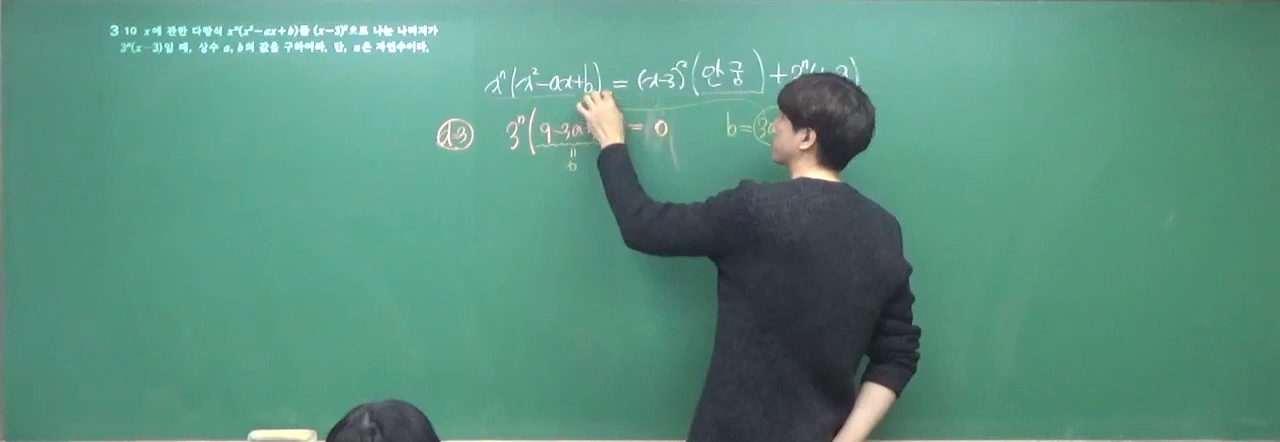 3 10 x에 관한 다항식 xⁿ(x²-ax+b)를 (x-3)²으로 나눈 나머지가
3ⁿ(x-3)일 때, 상수 a, b의 값을 구하여라. 단, n은 자연수이다.
xⁿ(x²-ax+b) = (x-3)² (안궁) + 3ⁿ(x-3)
x=3 3ⁿ(9-3a = 0 b=3a
=
b